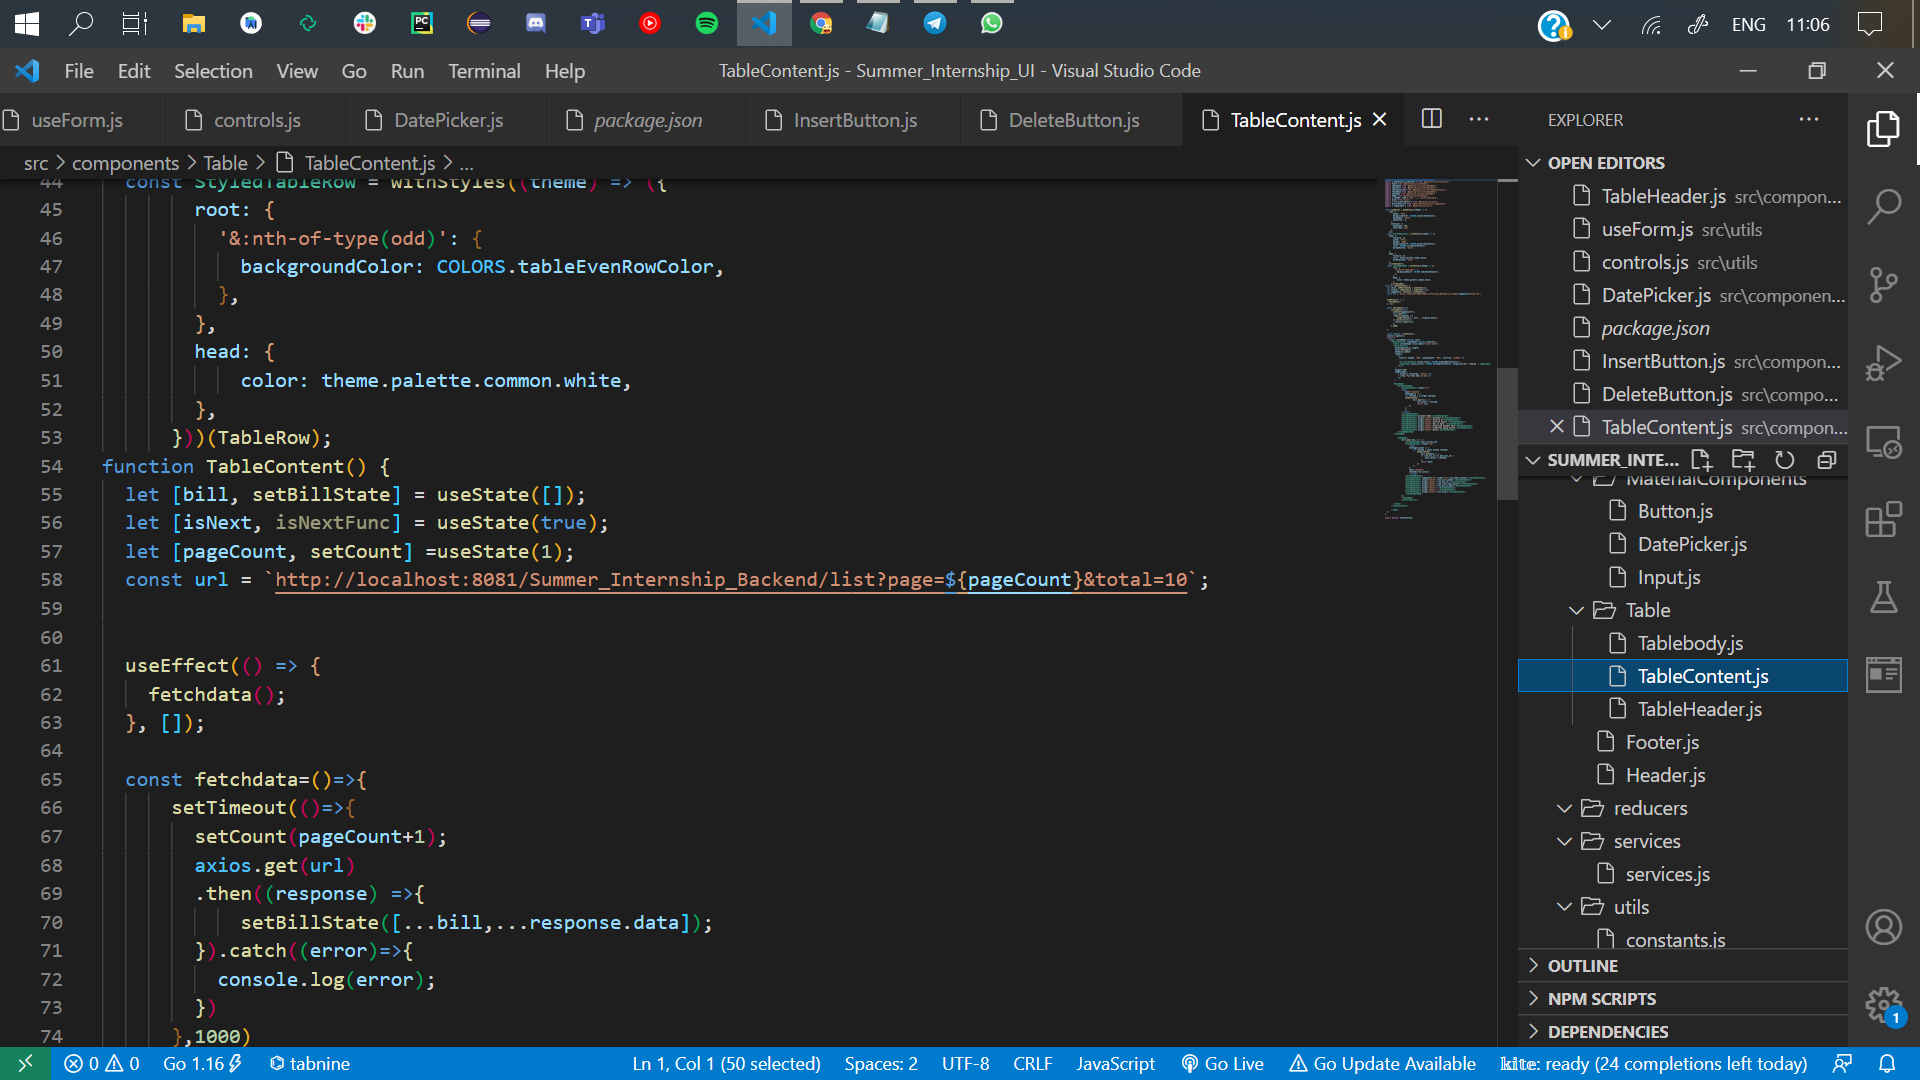 PC
ENG
11:06
File Edit Selection View Go Run Terminal Help
TableContent.js - Summer_Internship_UI - Visual Studio Code
useForm.js
controls.js
DatePicker.js
package.json
InsertButton.js
DeleteButton.js
TableContent.js
src > components > Table > TableContent.js > ...
44 const StyledTableRow = withStyles((theme) => ({
45 root: {
46 '&:nth-of-type(odd)': {
47 backgroundColor: COLORS.tableEvenRowColor,
48 },
49 },
50 head: {
51 color: theme.palette.common.white,
52 },
53 }))(TableRow);
54 function TableContent() {
55 let [bill, setBillState] = useState([]);
56 let [isNext, isNextFunc] = useState(true);
57 let [pageCount, setCount] =useState(1);
58 const url = `http://localhost:8081/Summer_Internship_Backend/list?page=${pageCount}&total=10`;
59
60
61 useEffect(() => {
62 fetchdata();
63 }, []);
64
65 const fetchdata=()=>{
66 setTimeout(()=>{
67 setCount(pageCount+1);
68 axios.get(url)
69 .then((response) =>{
70 setBillState([...bill,...response.data]);
71 }).catch((error)=>{
72 console.log(error);
73 })
74 },1000)
EXPLORER
OPEN EDITORS
TableHeader.js src\compon...
useForm.js src\utils
controls.js src\utils
DatePicker.js src\componen...
package.json
InsertButton.js src\compon...
DeleteButton.js src\compo...
TableContent.js src\compon...
SUMMER_INTE...
MaterialComponents
Button.js
DatePicker.js
Input.js
Table
Tablebody.js
TableContent.js
TableHeader.js
Footer.js
Header.js
reducers
services
services.js
utils
constants.js
OUTLINE
NPM SCRIPTS
DEPENDENCIES
1
0 0 Go 1.16 tabnine
Ln 1, Col 1 (50 selected) Spaces: 2 UTF-8 CRLF JavaScript Go Live Go Update Available kite: ready (24 completions left today)